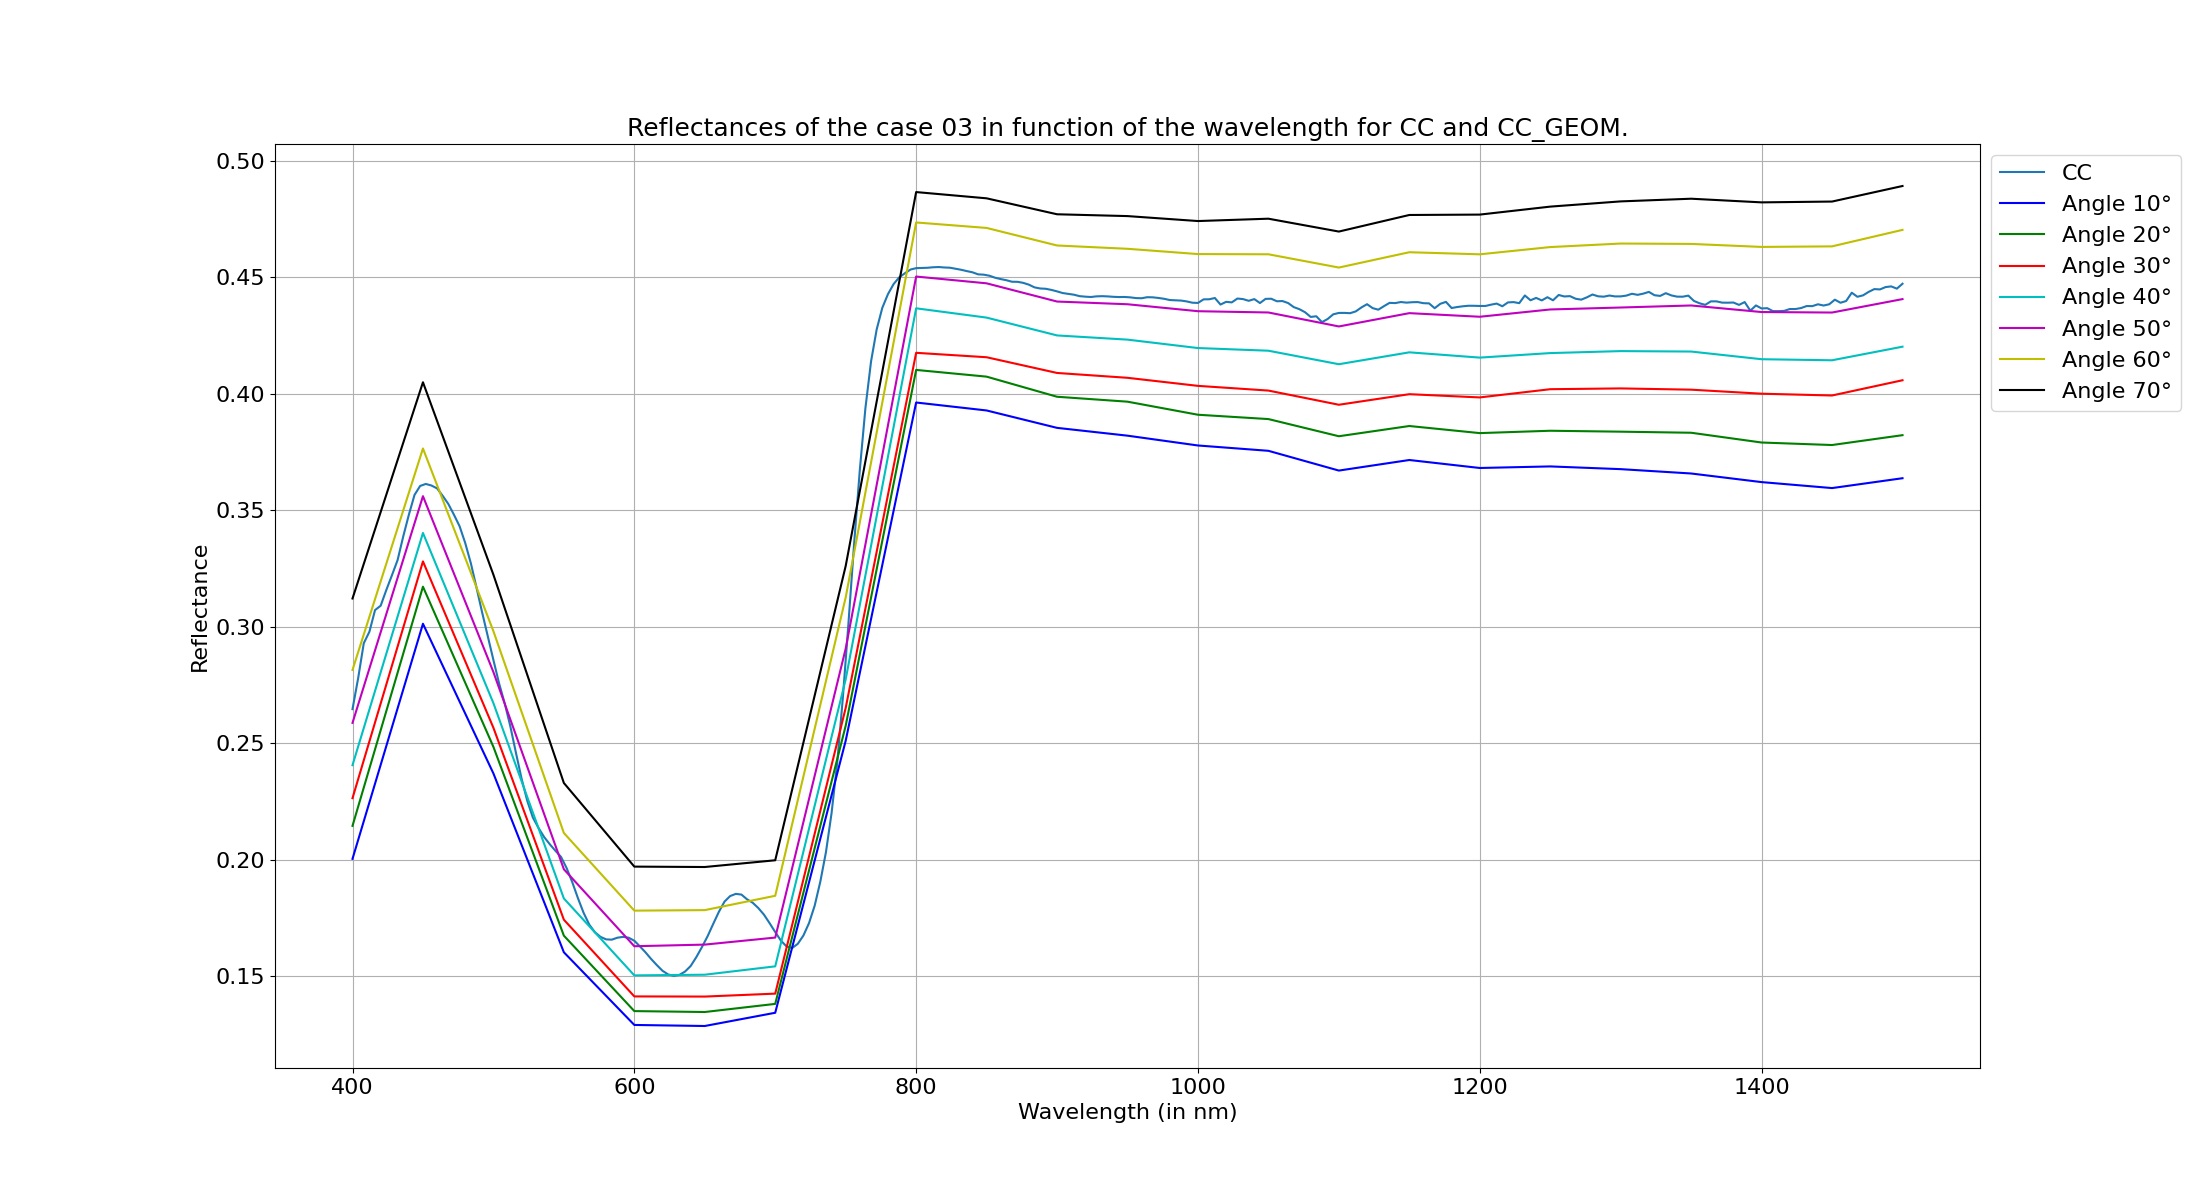 Reflectances of the case 03 in function of the wavelength for CC and CC_GEOM.
0.50
0.45
0.40
0.35
0.30
0.25
0.20
0.15
Reflectance
400 600 800 1000 1200 1400
Wavelength (in nm)
CC
Angle 10°
Angle 20°
Angle 30°
Angle 40°
Angle 50°
Angle 60°
Angle 70°